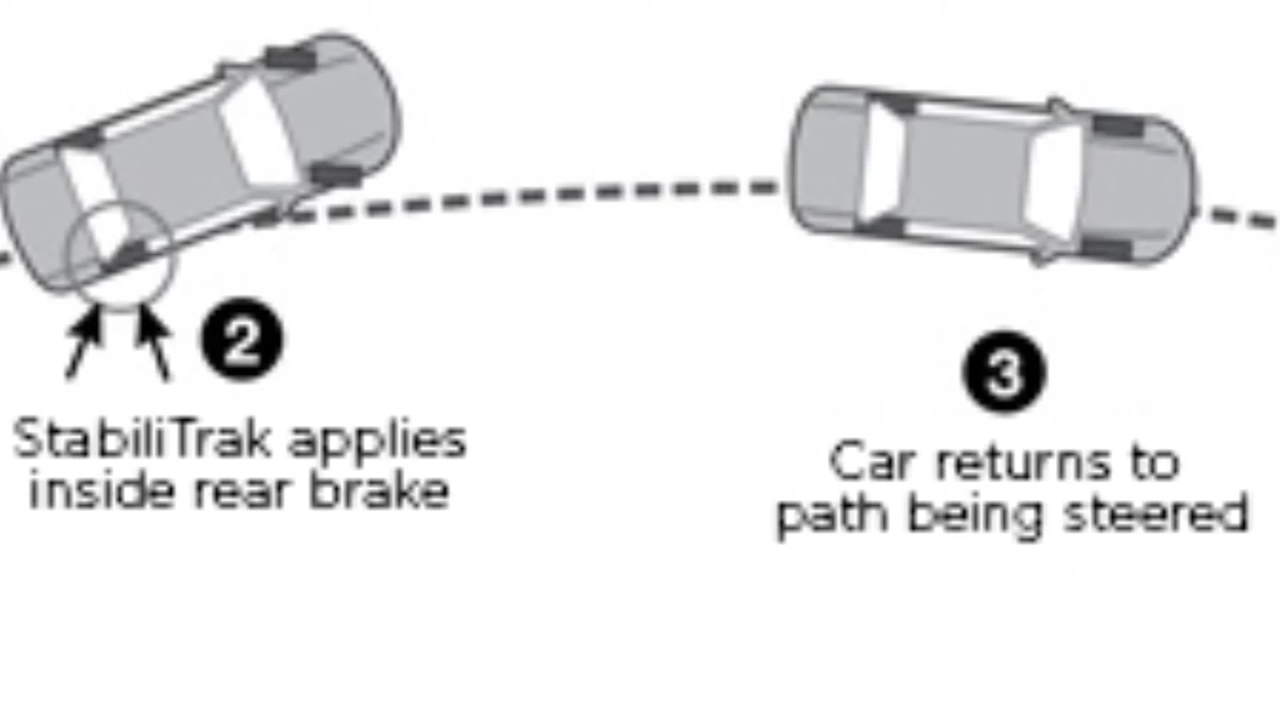 2
StabiliTrak applies
inside rear brake
3
Car returns to
path being steered